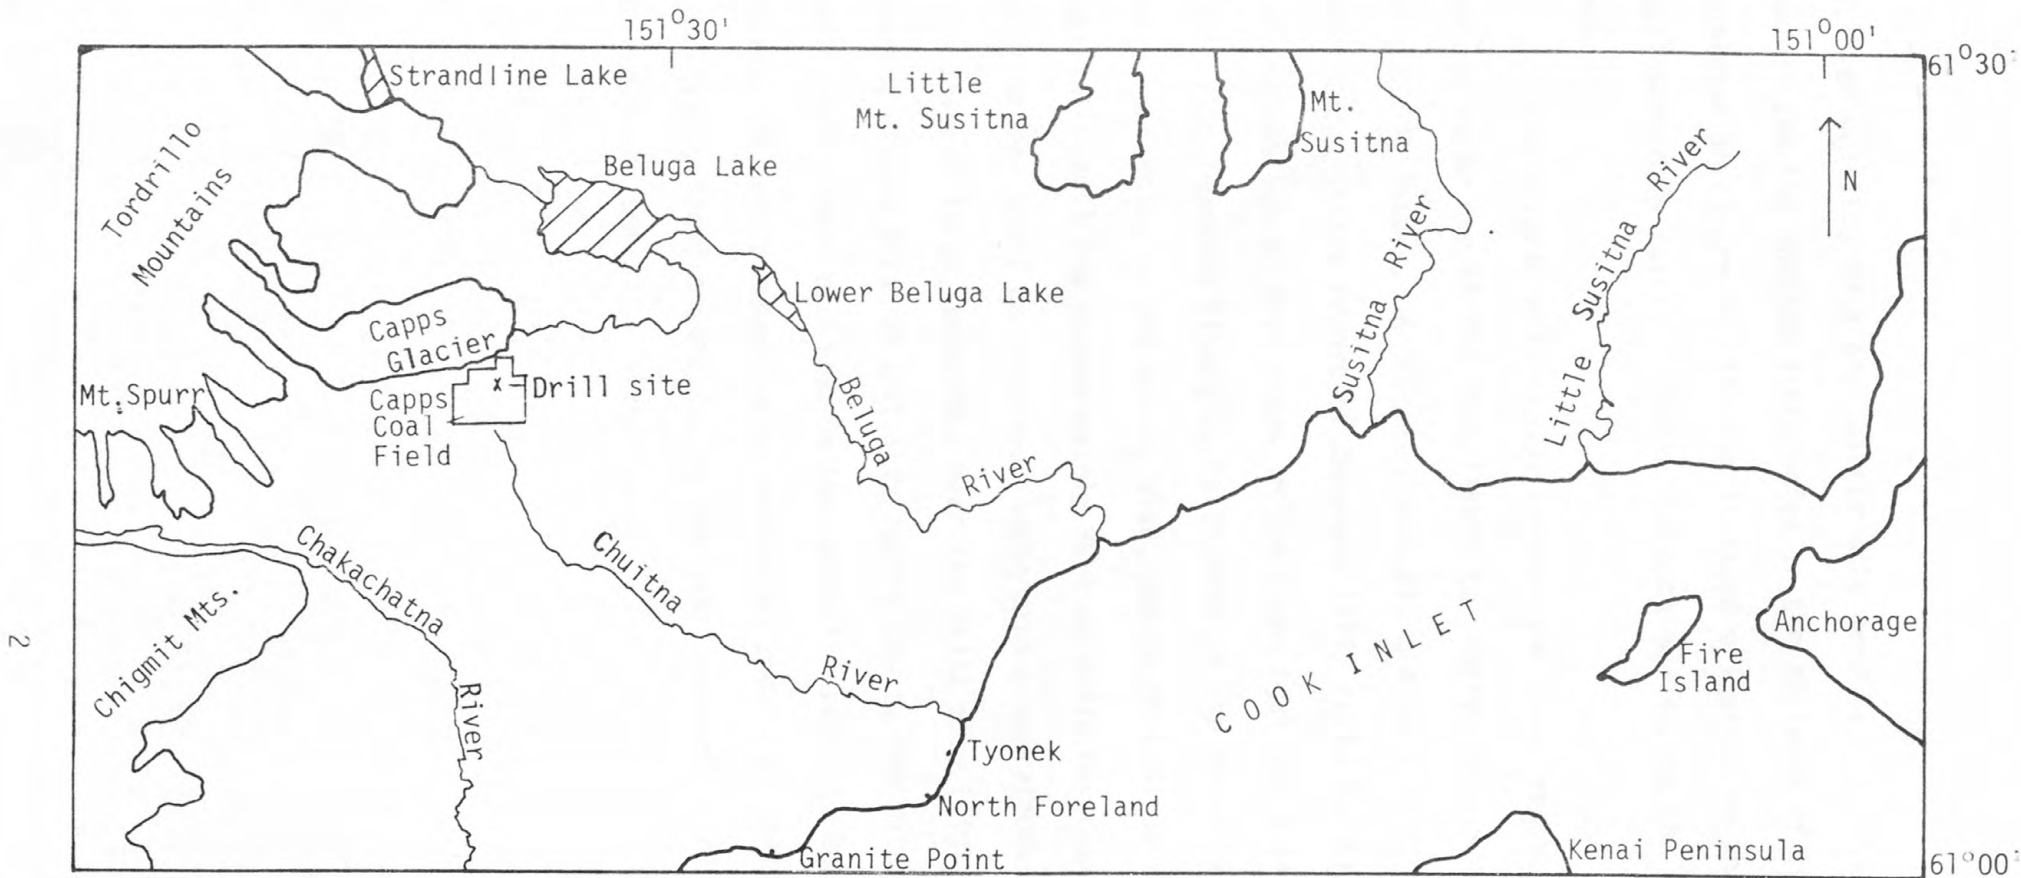 151°30'
151°00'
61°30'
Strandline Lake
Little
Mt. Susitna
Mt.
Susitna
Tordrillo
Mountains
Beluga Lake
Little Susitna River
N
Susitna River
Lower Beluga Lake
Capps
Glacier
Mt. Spurr
Drill site
Capps
Coal
Field
Beluga River
Chakachatna River
Chuitna River
Chigmit Mts.
COOK INLET
Anchorage
Fire
Island
2
Tyonek
North Foreland
Granite Point
Kenai Peninsula
61°00'